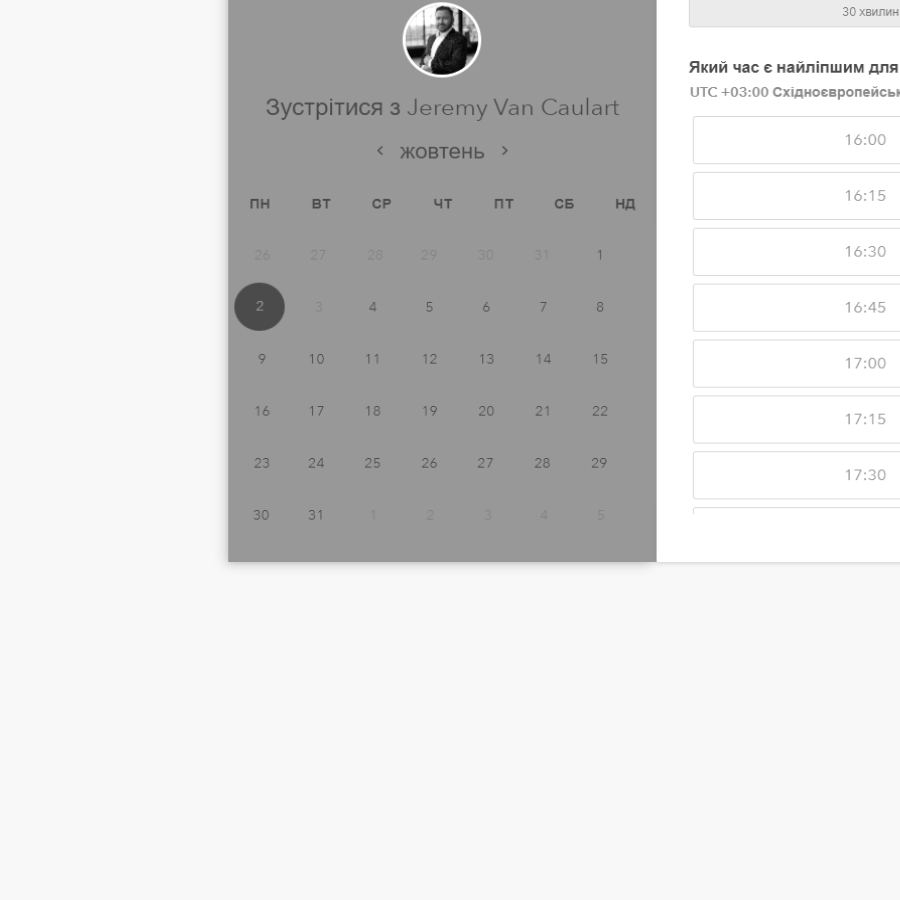 Зустрітися з Jeremy Van Caulart
< жовтень >
ПН ВТ СР ЧТ ПТ СБ НД
26 27 28 29 30 31 1
2 3 4 5 6 7 8
9 10 11 12 13 14 15
16 17 18 19 20 21 22
23 24 25 26 27 28 29
30 31 1 2 3 4 5
30 хвилин
Який час є найліпшим для
UTC +03:00 Східноєвропейськ
16:00
16:15
16:30
16:45
17:00
17:15
17:30